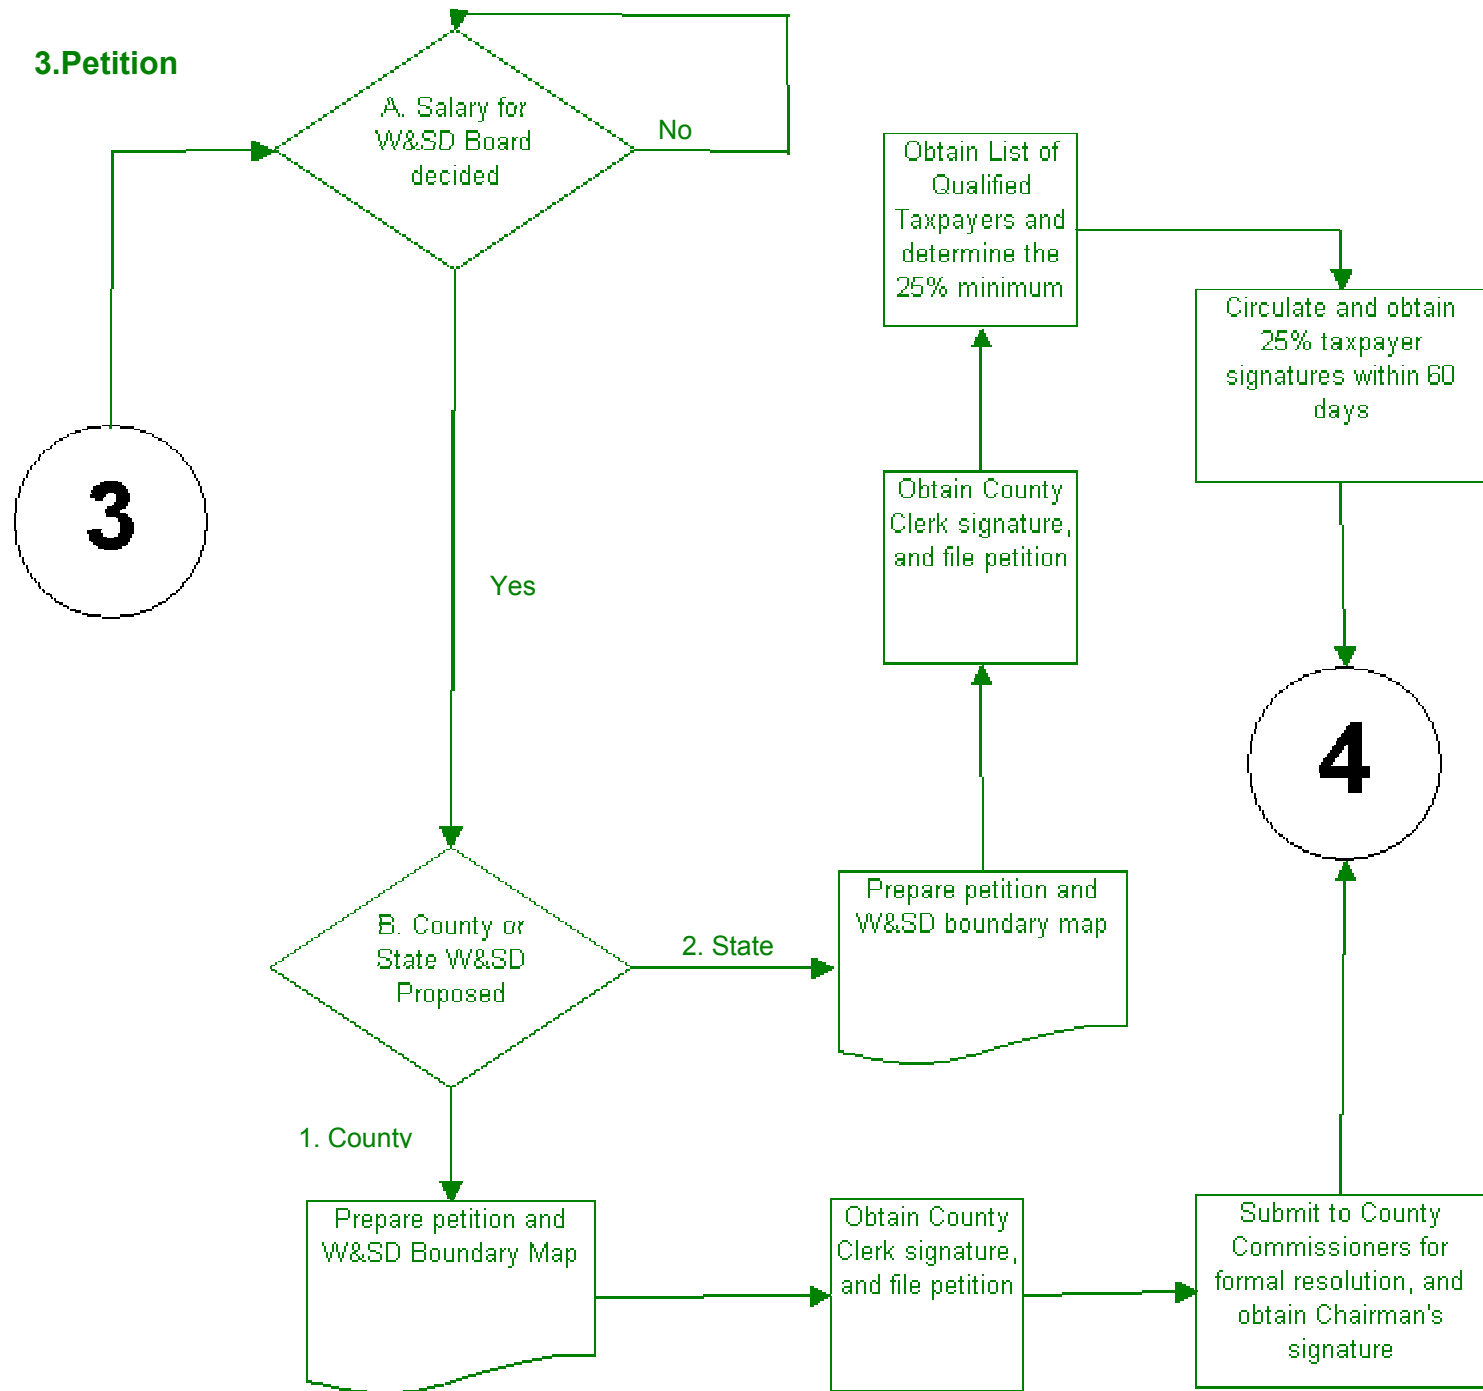 3.Petition
A. Salary for
W&SD Board
decided
No
Obtain List of
Qualified
Taxpayers and
determine the
25% minimum
Circulate and obtain
25% taxpayer
signatures within 60
days
3
Obtain County
Clerk signature,
and file petition
Yes
4
B. County or
State W&SD
Proposed
2. State
Prepare petition and
W&SD boundary map
1. County
Prepare petition and
W&SD Boundary Map
Obtain County
Clerk signature,
and file petition
Submit to County
Commissioners for
formal resolution, and
obtain Chairman's
signature